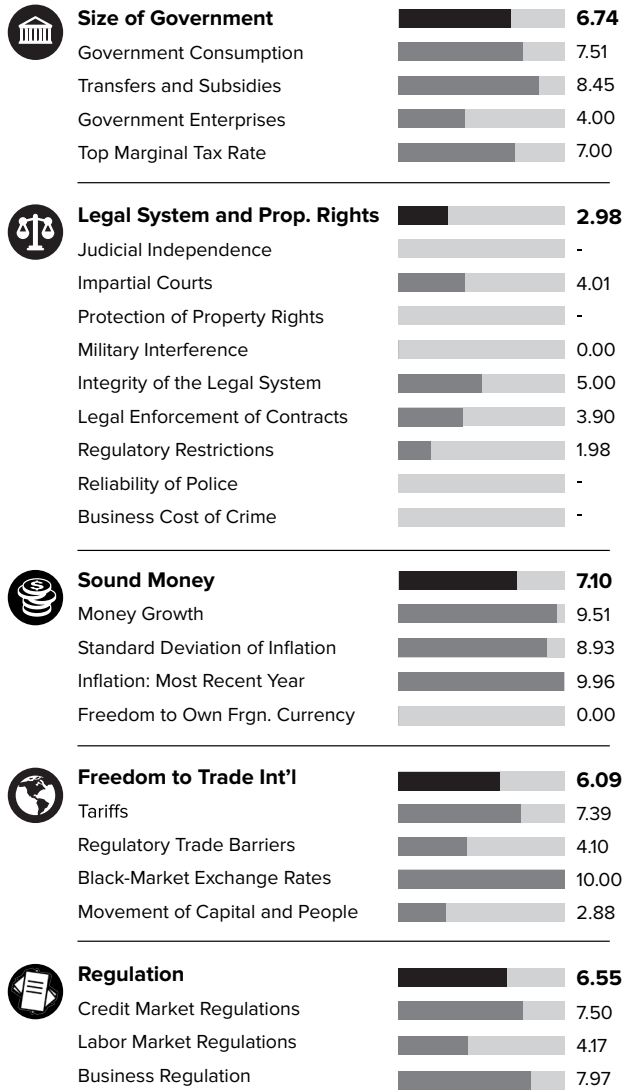 Size of Government 6.74
Government Consumption 7.51
Transfers and Subsidies 8.45
Government Enterprises 4.00
Top Marginal Tax Rate 7.00
Legal System and Prop. Rights 2.98
Judicial Independence -
Impartial Courts 4.01
Protection of Property Rights -
Military Interference 0.00
Integrity of the Legal System 5.00
Legal Enforcement of Contracts 3.90
Regulatory Restrictions 1.98
Reliability of Police -
Business Cost of Crime -
$
Sound Money 7.10
Money Growth 9.51
Standard Deviation of Inflation 8.93
Inflation: Most Recent Year 9.96
Freedom to Own Frgn. Currency 0.00
Freedom to Trade Int'l 6.09
Tariffs 7.39
Regulatory Trade Barriers 4.10
Black-Market Exchange Rates 10.00
Movement of Capital and People 2.88
Regulation 6.55
Credit Market Regulations 7.50
Labor Market Regulations 4.17
Business Regulation 7.97